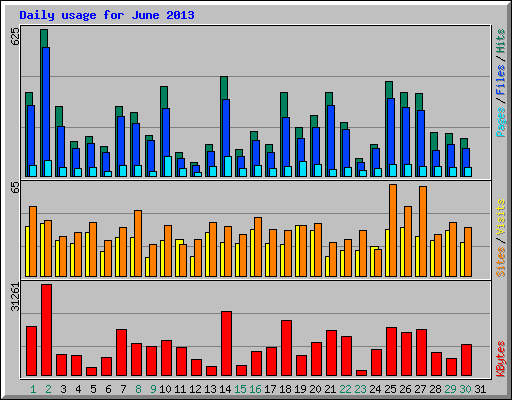 Daily usage for June 2013
625
Pages / Files / Hits
65
Sites / Visits
31261
KBytes
1 2 3 4 5 6 7 8 9 10 11 12 13 14 15 16 17 18 19 20 21 22 23 24 25 26 27 28 29 30 31